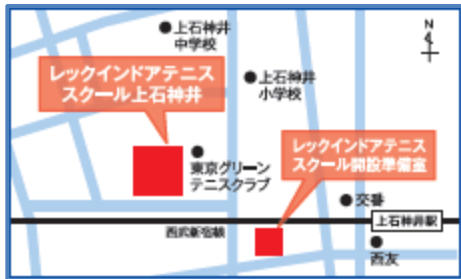 上石神井
中学校
N
レックインドアテニス
スクール上石神井
上石神井
小学校
レックインドアテニス
スクール開設準備室
東京グリーン
テニスクラブ
交番
上石神井駅
西武新宿線
西友